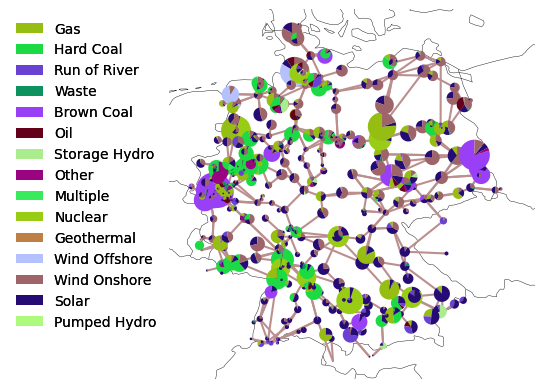 Gas
Hard Coal
Run of River
Waste
Brown Coal
Oil
Storage Hydro
Other
Multiple
Nuclear
Geothermal
Wind Offshore
Wind Onshore
Solar
Pumped Hydro